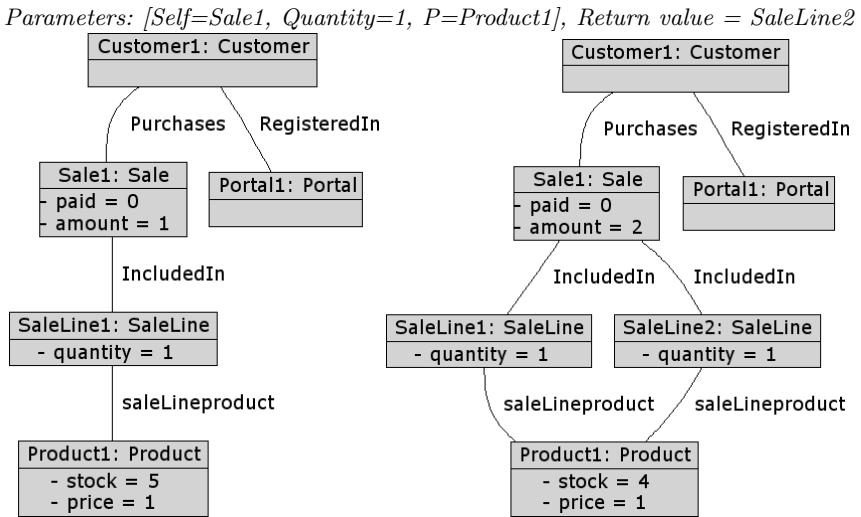 Parameters: [Self=Sale1, Quantity=1, P=Product1], Return value = SaleLine2
Customer1: Customer
Purchases
RegisteredIn
Sale1: Sale
- paid = 0
- amount = 1
Portal1: Portal
IncludedIn
SaleLine1: SaleLine
- quantity = 1
saleLineproduct
Product1: Product
- stock = 5
- price = 1
Customer1: Customer
Purchases
RegisteredIn
Sale1: Sale
- paid = 0
- amount = 2
Portal1: Portal
IncludedIn
IncludedIn
SaleLine1: SaleLine
- quantity = 1
SaleLine2: SaleLine
- quantity = 1
saleLineproduct
saleLineproduct
Product1: Product
- stock = 4
- price = 1